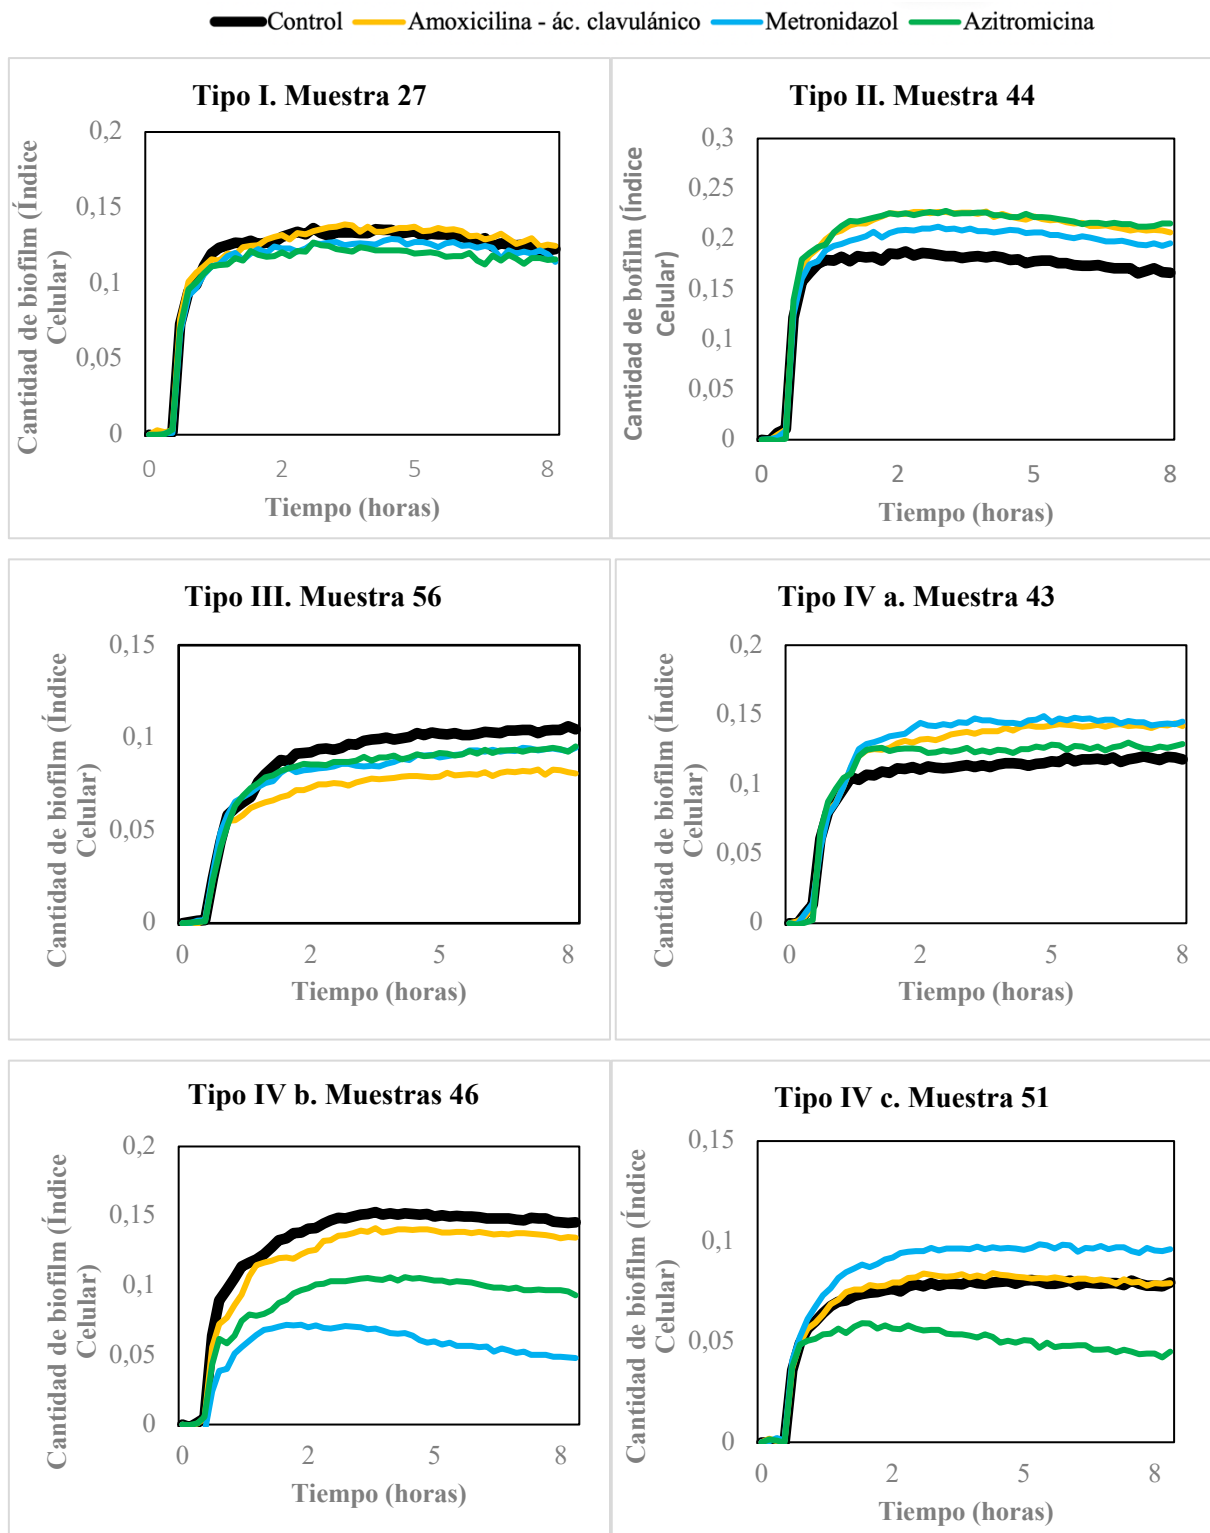 Control Amoxicilina - ác. clavulánico Metronidazol Azitromicina
Tipo I. Muestra 27
Cantidad de biofilm (Índice
Celular)
0,2
0,15
0,1
0,05
0
0 2 5 8
Tiempo (horas)
Tipo II. Muestra 44
Cantidad de bofilm (Índice
Celular)
0,3
0,25
0,2
0,15
0,1
0,05
0
0 2 5 8
Tiempo (horas)
Tipo III. Muestra 56
Cantidad de biofilm (Índice
Celular)
0,15
0,1
0,05
0
0 2 5 8
Tiempo (horas)
Tipo IV a. Muestra 43
Cantidad de biofilm (Índice
Celular)
0,2
0,15
0,1
0,05
0
0 2 5 8
Tiempo (horas)
Tipo IV b. Muestras 46
Cantidad de biofilm (Índice
Celular)
0,2
0,15
0,1
0,05
0
0 2 5 8
Tiempo (horas)
Tipo IV c. Muestra 51
Cantidad de biofilm (Índice
Celular)
0,15
0,1
0,05
0
0 2 5 8
Tiempo (horas)